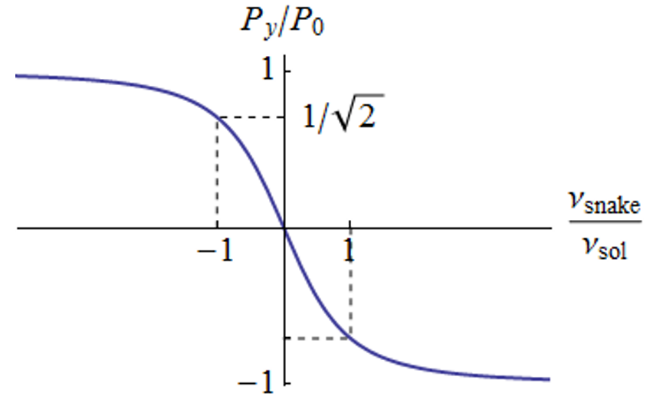 P_y/P_0
1
1/√2
ν_snake
ν_sol
−1
1
−1